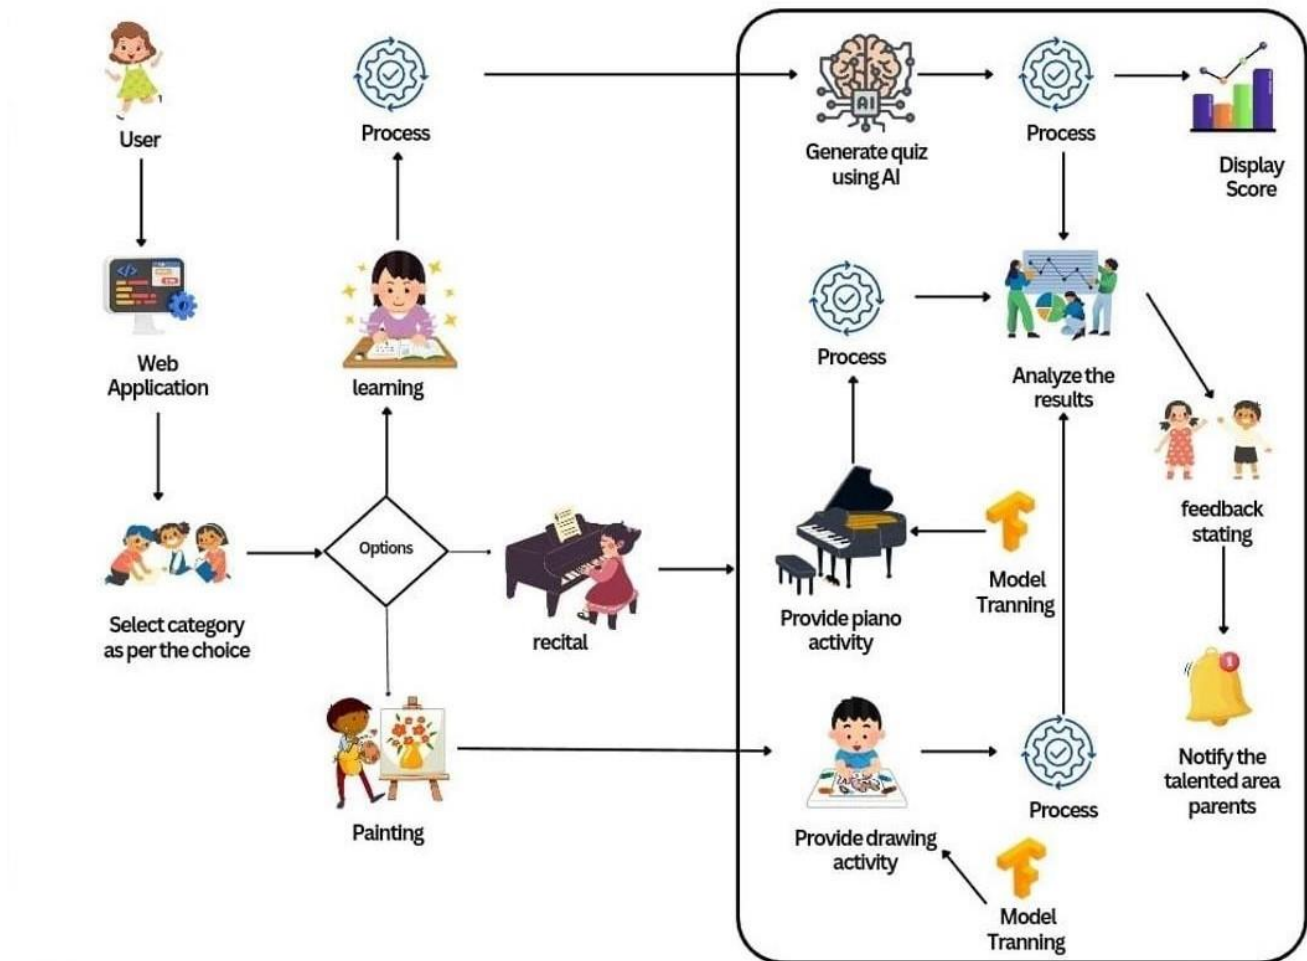 User
Process
AI
Generate quiz
using AI
Process
Display
Score
</>
Web
Application
learning
Process
Analyze the
results
feedback
stating
Select category
as per the choice
Options
recital
Provide piano
activity
Model
Tranning
1
Notify the
talented area
parents
Painting
Provide drawing
activity
Process
Model
Tranning